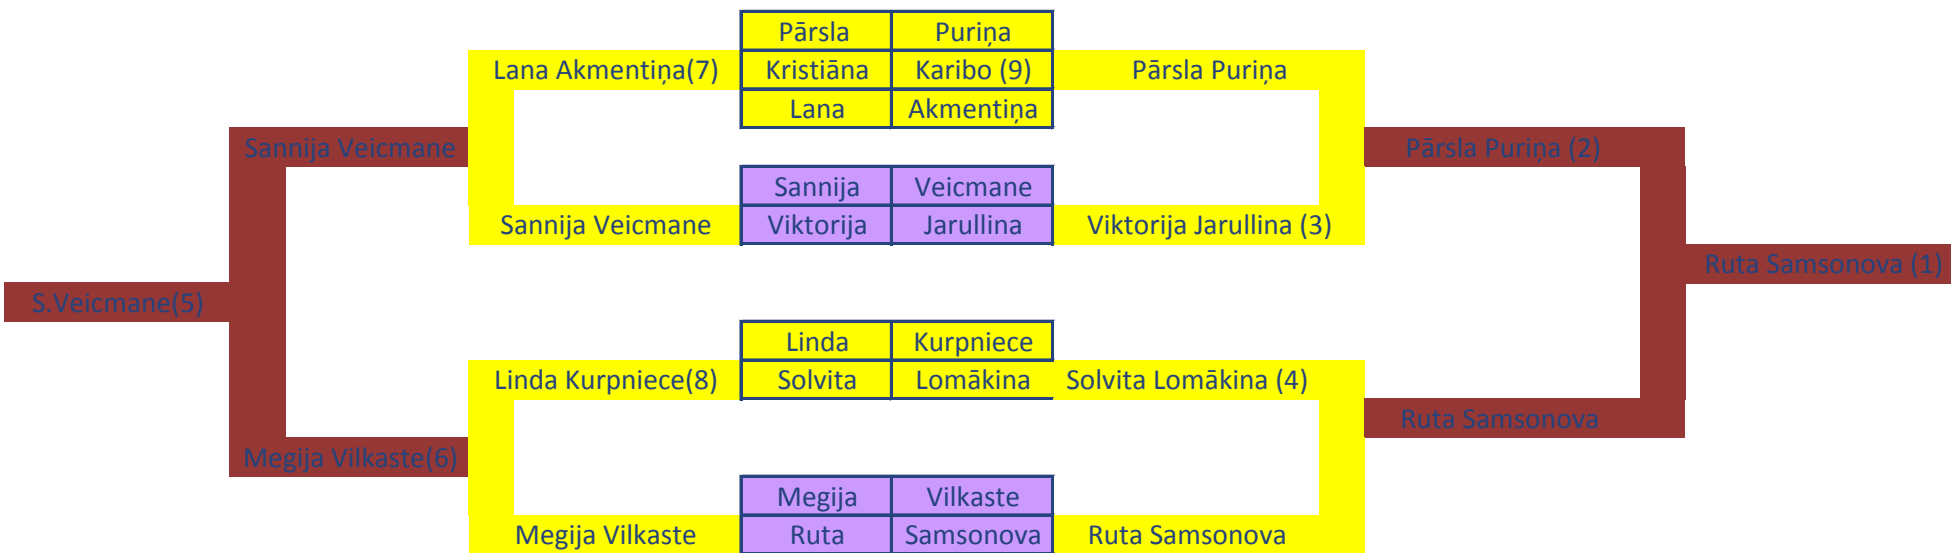 Pārsla Puriņa
Lana Akmentiņa(7) Kristiāna Karibo (9) Pārsla Puriņa
Lana Akmentiņa
Sannija Veicmane Pārsla Puriņa (2)
Sannija Veicmane
Sannija Veicmane Viktorija Jarullina Viktorija Jarullina (3)
Ruta Samsonova (1)
S.Veicmane(5)
Linda Kurpniece
Linda Kurpniece(8) Solvita Lomākina Solvita Lomākina (4)
Ruta Samsonova
Megija Vilkaste(6)
Megija Vilkaste
Megija Vilkaste Ruta Samsonova Ruta Samsonova